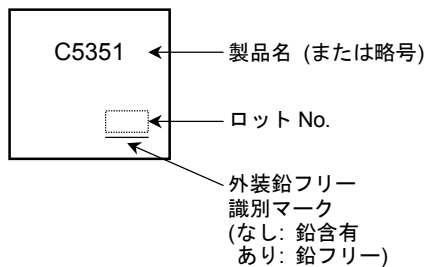 C5351
製品名 (または略号)
ロット No.
外装鉛フリー
識別マーク
(なし: 鉛含有
あり: 鉛フリー)